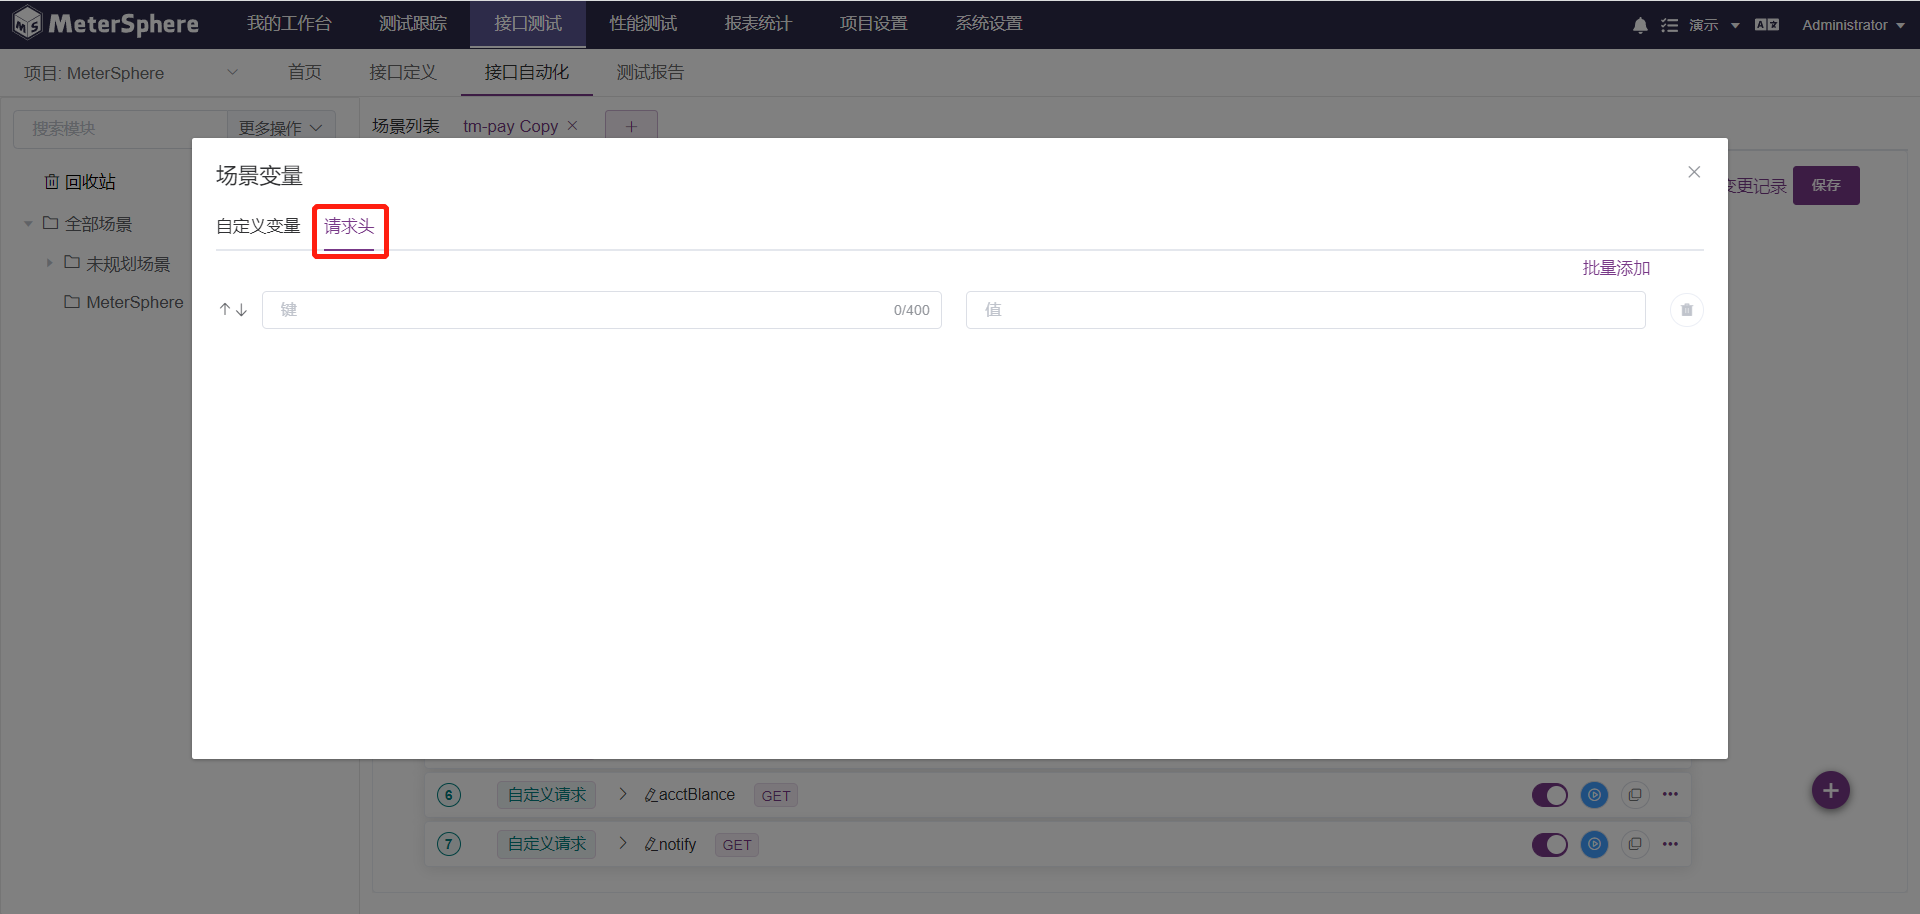 MeterSphere 我的工作台 测试跟踪 接口测试 性能测试 报表统计 项目设置 系统设置 演示 Administrator
项目: MeterSphere 首页 接口定义 接口自动化 测试报告
搜索模块 更多操作 场景列表 tm-pay Copy
场景变量
回收站 变更记录 保存
自定义变量 请求头
全部场景
未规划场景 批量添加
MeterSphere 键 0/400 值
6 自定义请求 acctBlance GET
7 自定义请求 notify GET